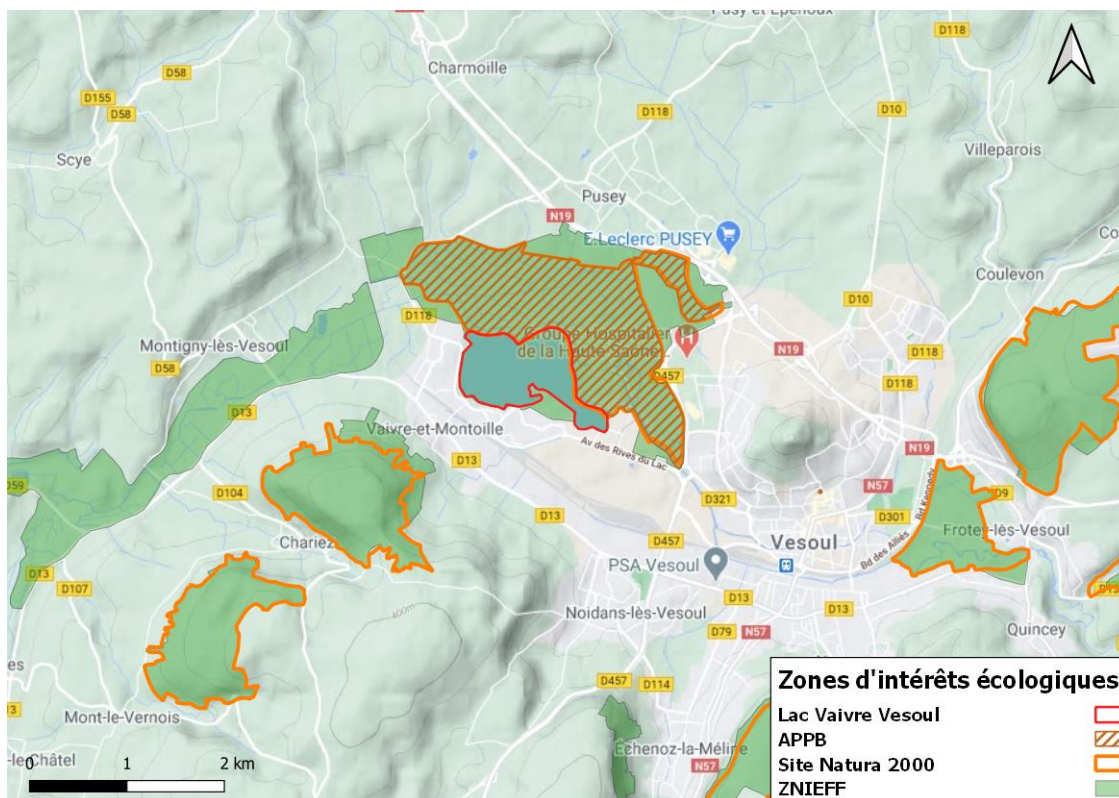 Pusy et Épenoux
D118
D58
Charmoille
D155
D58
D118
D10
Scye
Villeparois
Pusey
N19
E.Leclerc PUSEY
Coulevon
D118
D10
Groupe Hospitalier
de la Haute Saône...
Montigny-lès-Vesoul
N19
D118
D58
D457
D13
Vaivre-et-Montoille
Av des Rives du Lac
D13
N19
D59
D104
D321
N57
Bd Kennedy
D9
D13
D301
Frotey-lès-Vesoul
Chariez
Vesoul
D457
PSA Vesoul
Bd des Alliés
D13
D107
400m
Noidans-lès-Vesoul
D13
D13
D79
N57
Quincey
D457
D114
Mont-le-Vernois
Échenoz-la-Méline
N57
-le-Châtel
Zones d'intérêts écologiques
Lac Vaivre Vesoul
APPB
Site Natura 2000
ZNIEFF
0 1 2 km